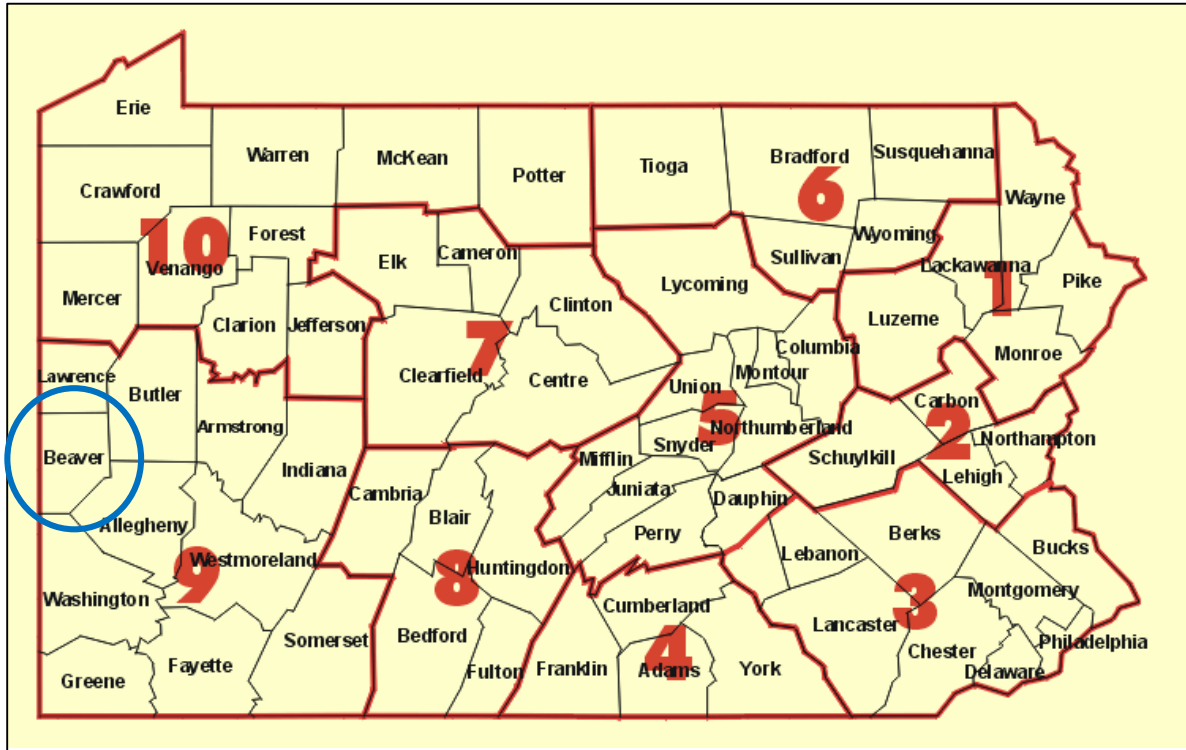 Erie
Warren
McKean
Potter
Tioga
Bradford
Susquehanna
Crawford
Wayne
6
10
Forest
Venango
Elk
Cameron
Sullivan
Wyoming
Lackawanna
Lycoming
1
Pike
Mercer
Clinton
Clarion
Jefferson
Luzerne
7
Columbia
Monroe
Lawrence
Clearfield
Centre
Union
Montour
Butler
Carbon
Armstrong
5
Northumberland
2
Northampton
Beaver
Snyder
Schuylkill
Indiana
Mifflin
Lehigh
Cambria
Juniata
Dauphin
Allegheny
Blair
Perry
Berks
Bucks
Westmoreland
Lebanon
9
Huntingdon
8
Montgomery
Washington
Cumberland
3
Lancaster
Philadelphia
Somerset
Bedford
Chester
Fayette
4
Greene
Fulton
Franklin
Adams
York
Delaware